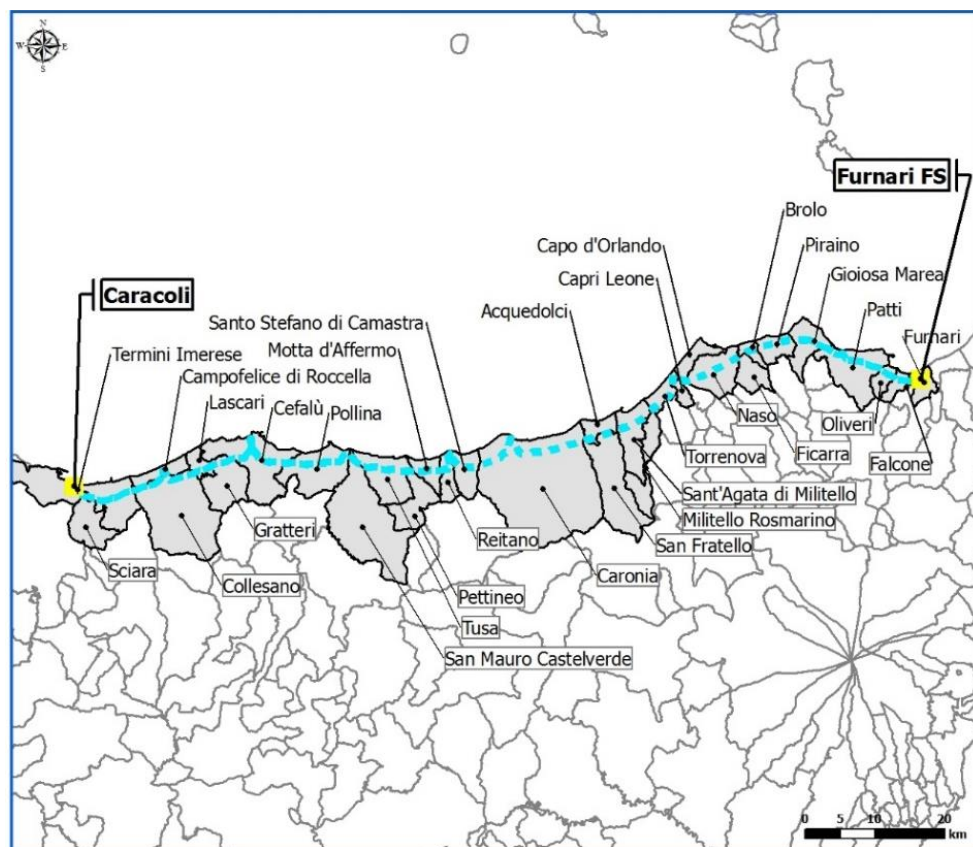 N
W E
S
Furnari FS
Brolo
Capo d'Orlando
Piraino
Capri Leone
Gioiosa Marea
Caracoli
Acquedolci
Patti
Santo Stefano di Camastra
Furnari
Termini Imerese
Motta d'Affermo
Campofelice di Roccella
Lascari
Cefalù
Pollina
Naso
Oliveri
Torrenova
Ficarra
Falcone
Sant'Agata di Militello
Militello Rosmarino
Gratteri
Reitano
San Fratello
Sciara
Collesano
Caronia
Pettineo
Tusa
San Mauro Castelverde
0 5 10 20
km